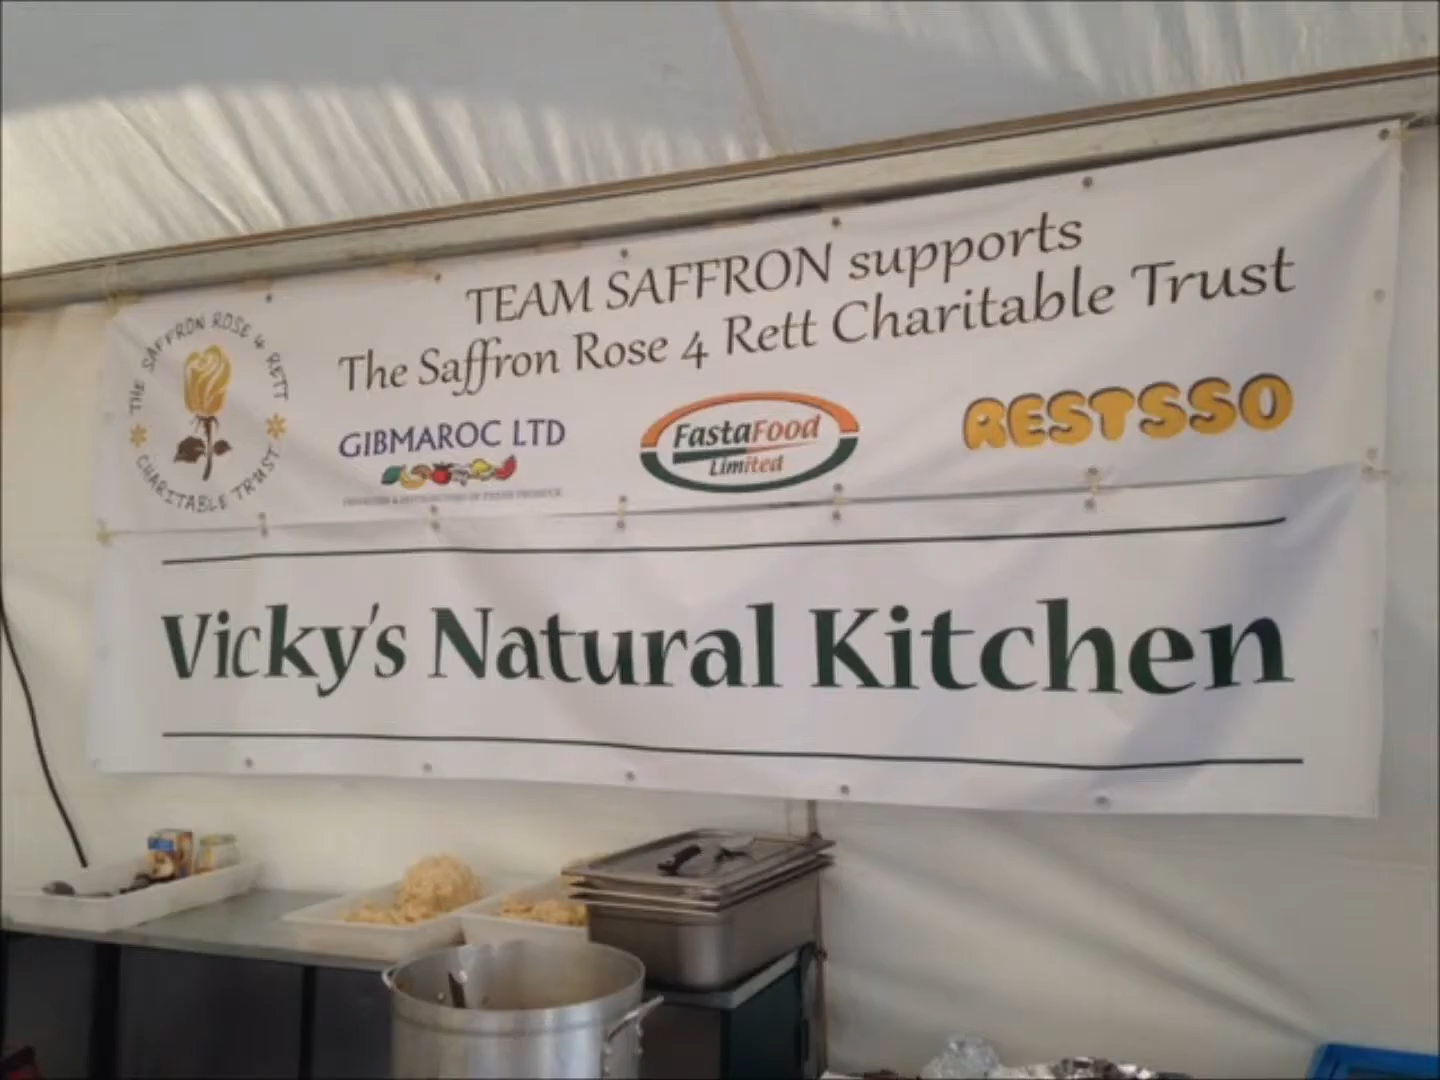 TEAM SAFFRON supports
The Saffron Rose 4 Rett Charitable Trust
THE SAFFRON ROSE 4 RETT
CHARITABLE TRUST
GIBMAROC LTD
FastaFood
Limited
RESTSSO
Vicky's Natural Kitchen